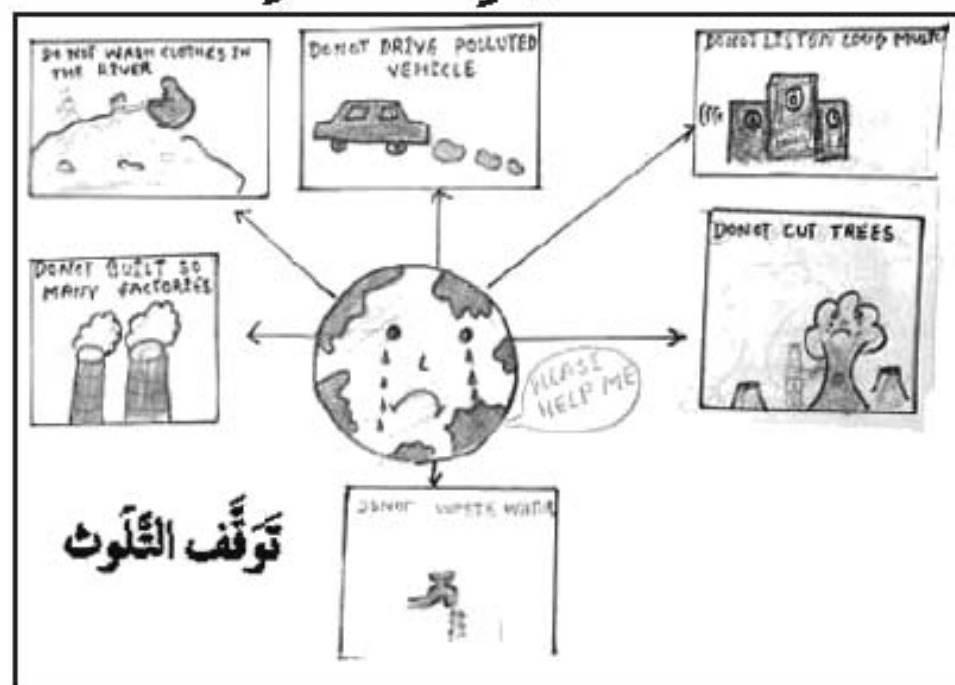 DO NOT WASH CLOTHES IN
THE RIVER
DONOT DRIVE POLLUTED
VEHICLE
DONOT LISTON LOUD MUSIC
DONOT BUILT SO
MANY FACTORIES
DONOT CUT TREES
PLEASE
HELP ME
DONOT WASTE WATER
تَوَقَّف التَّلَوث